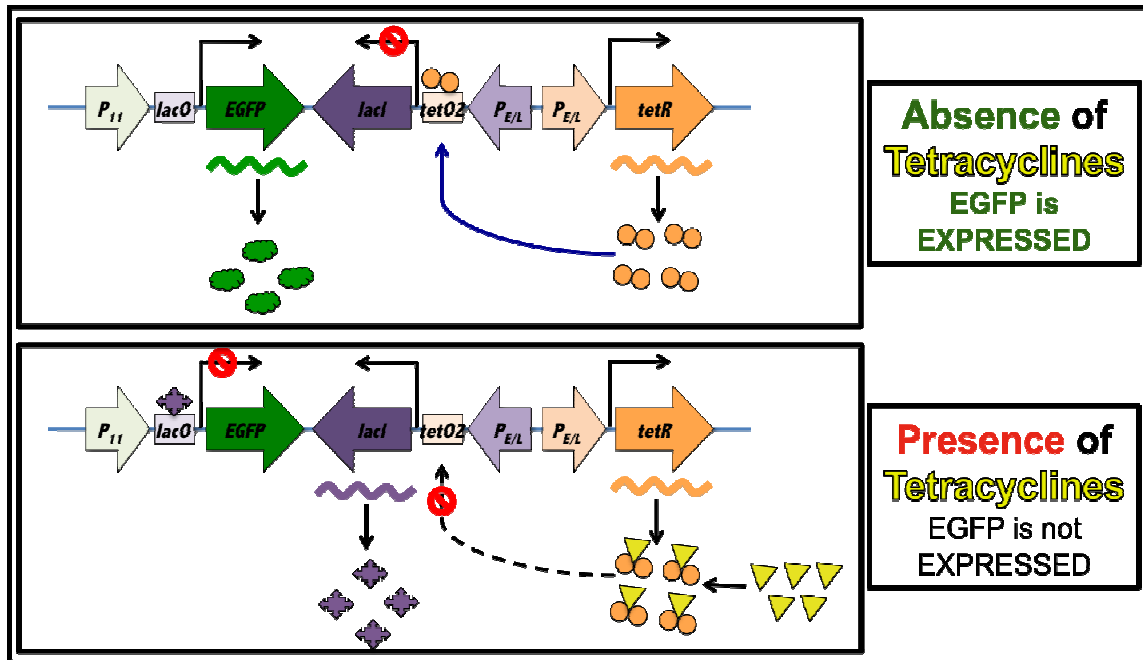 P11 lacO EGFP lacI tetO2 PE/L PE/L tetR
Absence of
Tetracyclines
EGFP is
EXPRESSED
P11 lacO EGFP lacI tetO2 PE/L PE/L tetR
Presence of
Tetracyclines
EGFP is not
EXPRESSED